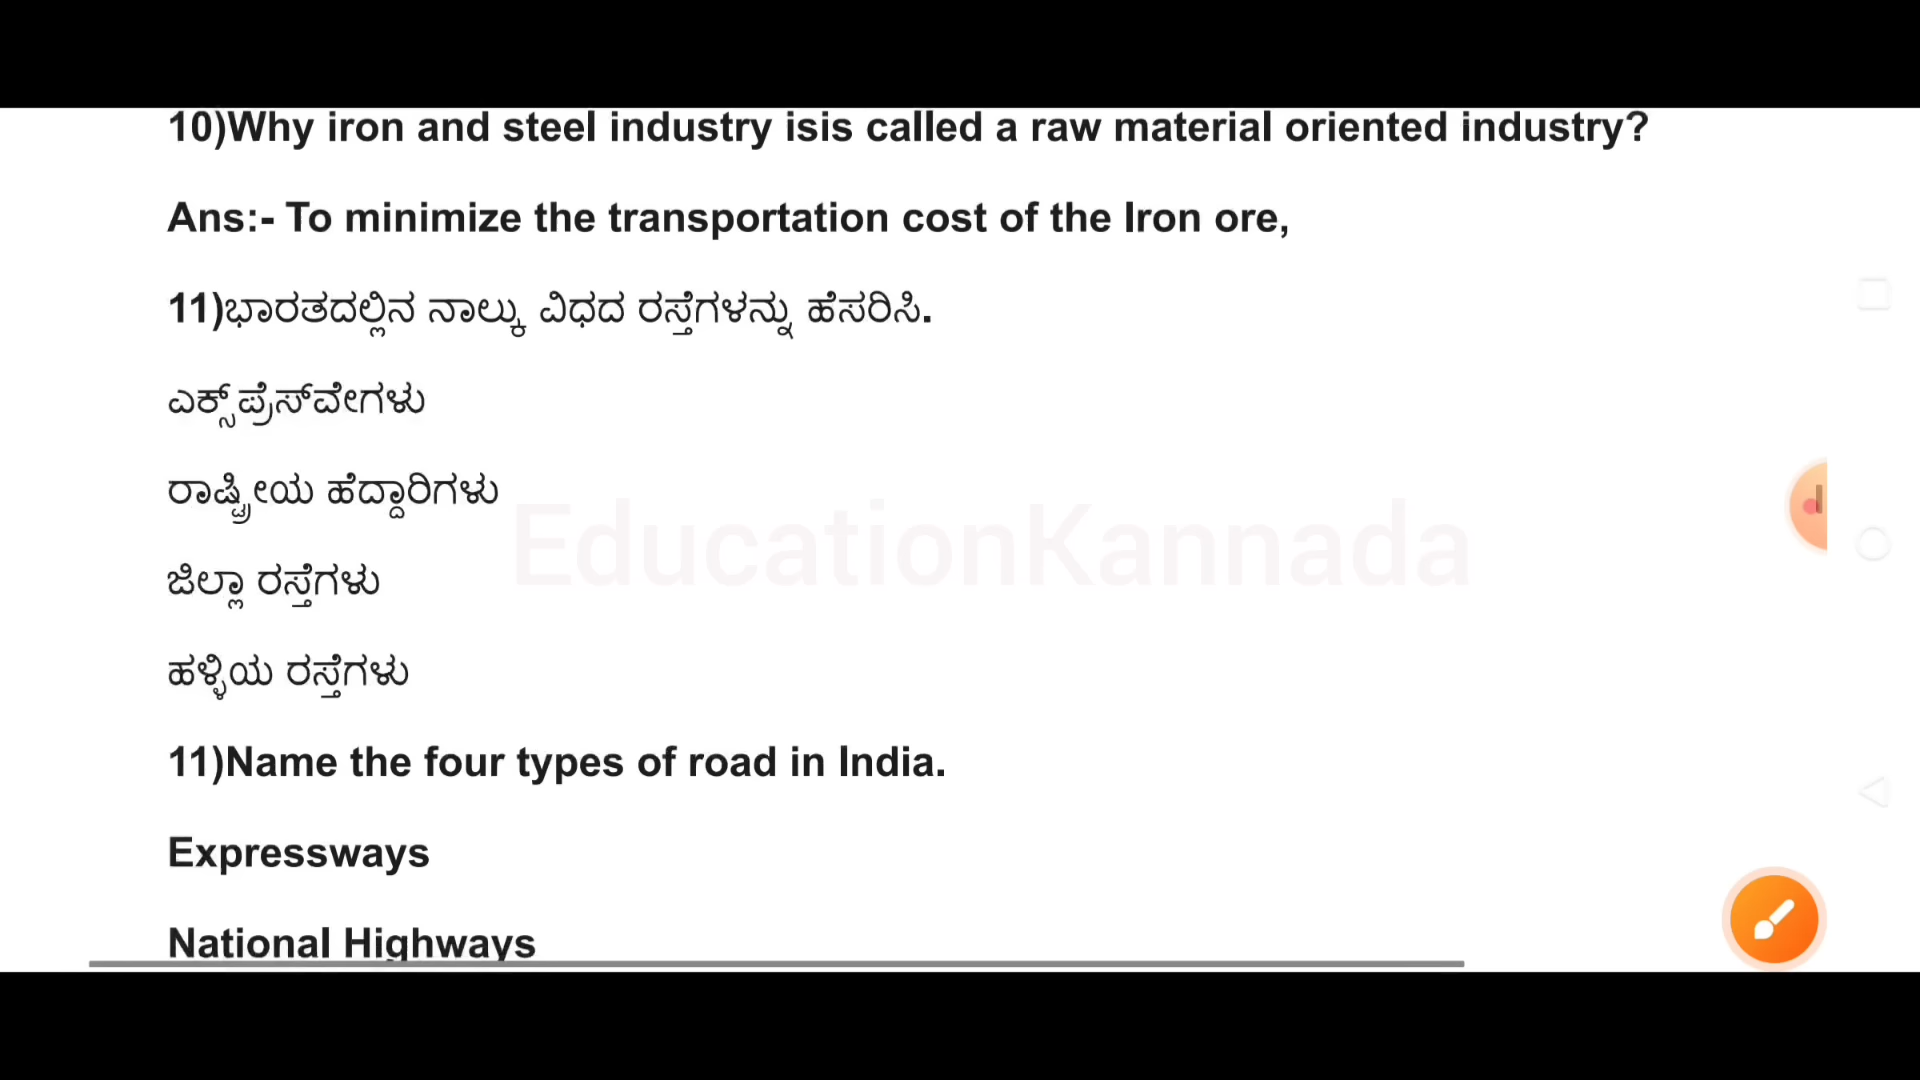 10)Why iron and steel industry isis called a raw material oriented industry?
Ans:- To minimize the transportation cost of the Iron ore,
11)ಭಾರತದಲ್ಲಿನ ನಾಲ್ಕು ವಿಧದ ರಸ್ತೆಗಳನ್ನು ಹೆಸರಿಸಿ.
ಎಕ್ಸ್‌ಪ್ರೆಸ್‌ವೇಗಳು
ರಾಷ್ಟ್ರೀಯ ಹೆದ್ದಾರಿಗಳು
EducationKannada
ಜಿಲ್ಲಾ ರಸ್ತೆಗಳು
ಹಳ್ಳಿಯ ರಸ್ತೆಗಳು
11)Name the four types of road in India.
Expressways
National Highways